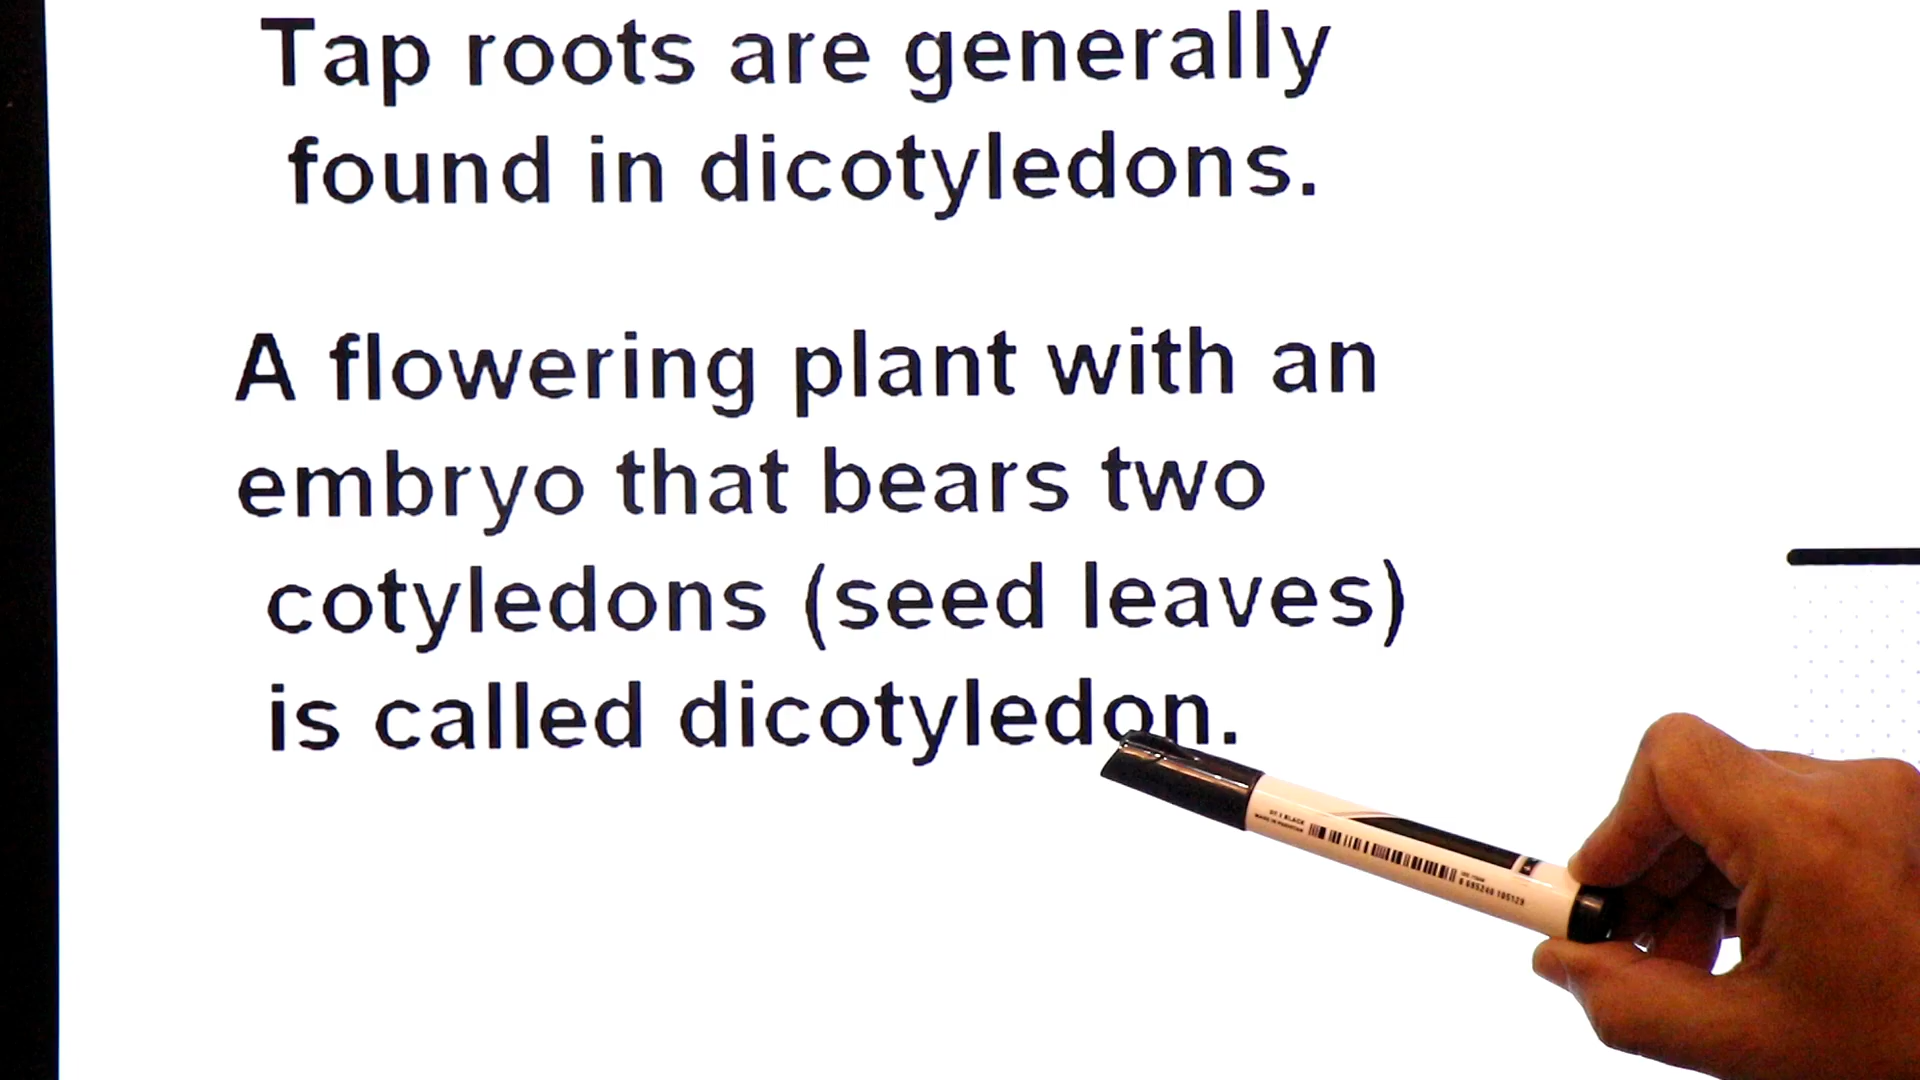 Tap roots are generally
found in dicotyledons.
A flowering plant with an
embryo that bears two
cotyledons (seed leaves)
is called dicotyledon.